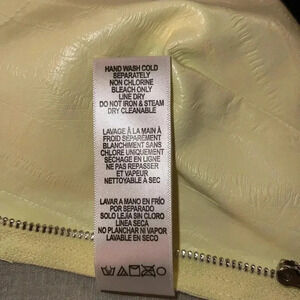 HAND WASH COLD
SEPARATELY
NON CHLORINE
BLEACH ONLY
LINE DRY
DO NOT IRON & STEAM
DRY CLEANABLE
LAVAGE À LA MAIN À
FROID SÉPARÉMENT
BLANCHIMENT SANS
CHLORE UNIQUEMENT
SÉCHAGE EN LIGNE
NE PAS REPASSER
ET VAPEUR
NETTOYABLE À SEC
LAVAR A MANO EN FRÍO
POR SEPARADO
SOLO LEJÍA SIN CLORO
LÍNEA SECA
NO PLANCHAR NI VAPOR
LAVABLE EN SECO